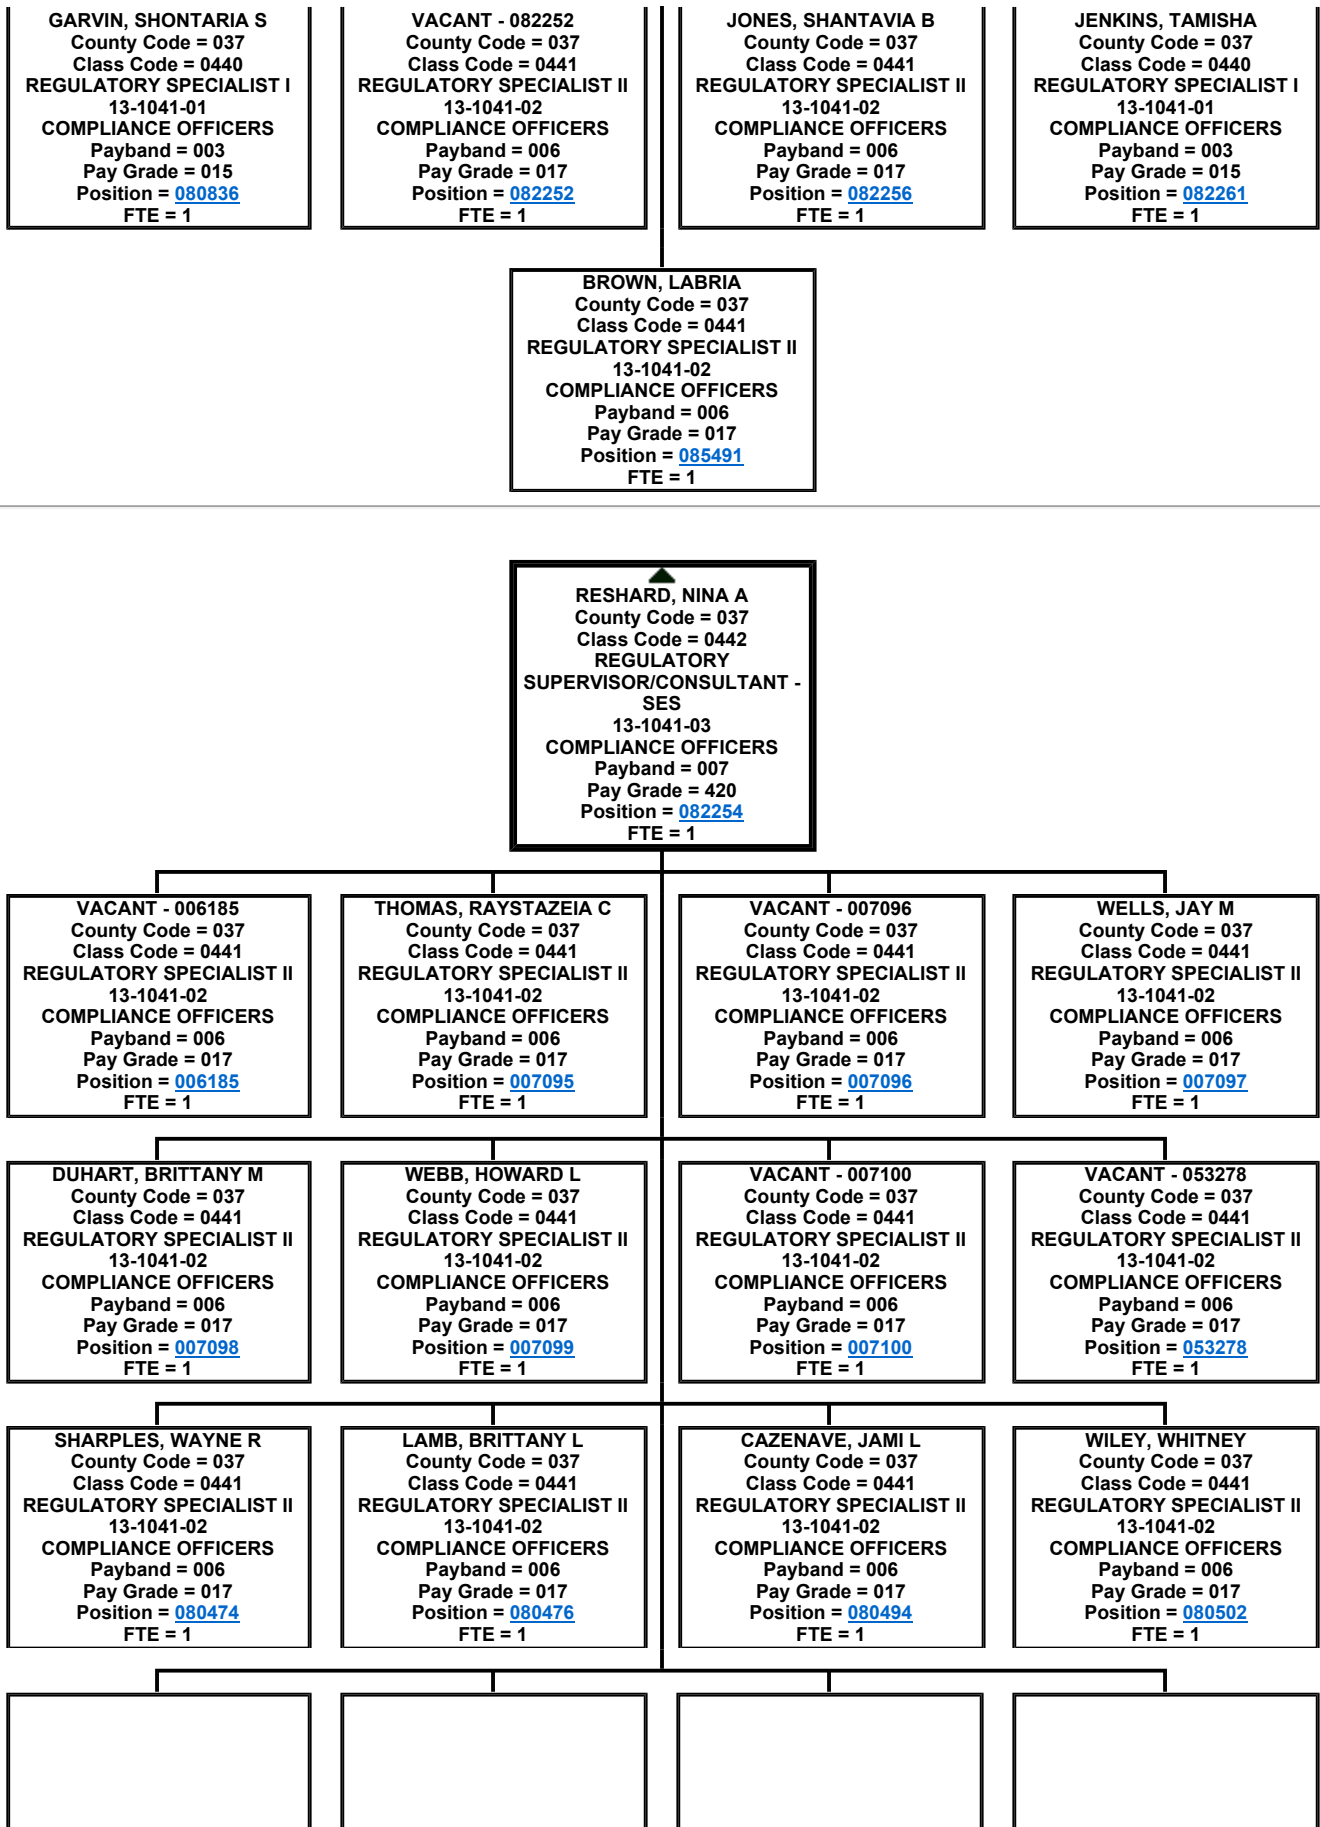 GARVIN, SHONTARIA S
County Code = 037
Class Code = 0440
REGULATORY SPECIALIST I
13-1041-01
COMPLIANCE OFFICERS
Payband = 003
Pay Grade = 015
Position = 080836
FTE = 1
VACANT - 082252
County Code = 037
Class Code = 0441
REGULATORY SPECIALIST II
13-1041-02
COMPLIANCE OFFICERS
Payband = 006
Pay Grade = 017
Position = 082252
FTE = 1
JONES, SHANTAVIA B
County Code = 037
Class Code = 0441
REGULATORY SPECIALIST II
13-1041-02
COMPLIANCE OFFICERS
Payband = 006
Pay Grade = 017
Position = 082256
FTE = 1
JENKINS, TAMISHA
County Code = 037
Class Code = 0440
REGULATORY SPECIALIST I
13-1041-01
COMPLIANCE OFFICERS
Payband = 003
Pay Grade = 015
Position = 082261
FTE = 1
BROWN, LABRIA
County Code = 037
Class Code = 0441
REGULATORY SPECIALIST II
13-1041-02
COMPLIANCE OFFICERS
Payband = 006
Pay Grade = 017
Position = 085491
FTE = 1
RESHARD, NINA A
County Code = 037
Class Code = 0442
REGULATORY
SUPERVISOR/CONSULTANT -
SES
13-1041-03
COMPLIANCE OFFICERS
Payband = 007
Pay Grade = 420
Position = 082254
FTE = 1
VACANT - 006185
County Code = 037
Class Code = 0441
REGULATORY SPECIALIST II
13-1041-02
COMPLIANCE OFFICERS
Payband = 006
Pay Grade = 017
Position = 006185
FTE = 1
THOMAS, RAYSTAZEIA C
County Code = 037
Class Code = 0441
REGULATORY SPECIALIST II
13-1041-02
COMPLIANCE OFFICERS
Payband = 006
Pay Grade = 017
Position = 007095
FTE = 1
VACANT - 007096
County Code = 037
Class Code = 0441
REGULATORY SPECIALIST II
13-1041-02
COMPLIANCE OFFICERS
Payband = 006
Pay Grade = 017
Position = 007096
FTE = 1
WELLS, JAY M
County Code = 037
Class Code = 0441
REGULATORY SPECIALIST II
13-1041-02
COMPLIANCE OFFICERS
Payband = 006
Pay Grade = 017
Position = 007097
FTE = 1
DUHART, BRITTANY M
County Code = 037
Class Code = 0441
REGULATORY SPECIALIST II
13-1041-02
COMPLIANCE OFFICERS
Payband = 006
Pay Grade = 017
Position = 007098
FTE = 1
WEBB, HOWARD L
County Code = 037
Class Code = 0441
REGULATORY SPECIALIST II
13-1041-02
COMPLIANCE OFFICERS
Payband = 006
Pay Grade = 017
Position = 007099
FTE = 1
VACANT - 007100
County Code = 037
Class Code = 0441
REGULATORY SPECIALIST II
13-1041-02
COMPLIANCE OFFICERS
Payband = 006
Pay Grade = 017
Position = 007100
FTE = 1
VACANT - 053278
County Code = 037
Class Code = 0441
REGULATORY SPECIALIST II
13-1041-02
COMPLIANCE OFFICERS
Payband = 006
Pay Grade = 017
Position = 053278
FTE = 1
SHARPLES, WAYNE R
County Code = 037
Class Code = 0441
REGULATORY SPECIALIST II
13-1041-02
COMPLIANCE OFFICERS
Payband = 006
Pay Grade = 017
Position = 080474
FTE = 1
LAMB, BRITTANY L
County Code = 037
Class Code = 0441
REGULATORY SPECIALIST II
13-1041-02
COMPLIANCE OFFICERS
Payband = 006
Pay Grade = 017
Position = 080476
FTE = 1
CAZENAVE, JAMI L
County Code = 037
Class Code = 0441
REGULATORY SPECIALIST II
13-1041-02
COMPLIANCE OFFICERS
Payband = 006
Pay Grade = 017
Position = 080494
FTE = 1
WILEY, WHITNEY
County Code = 037
Class Code = 0441
REGULATORY SPECIALIST II
13-1041-02
COMPLIANCE OFFICERS
Payband = 006
Pay Grade = 017
Position = 080502
FTE = 1